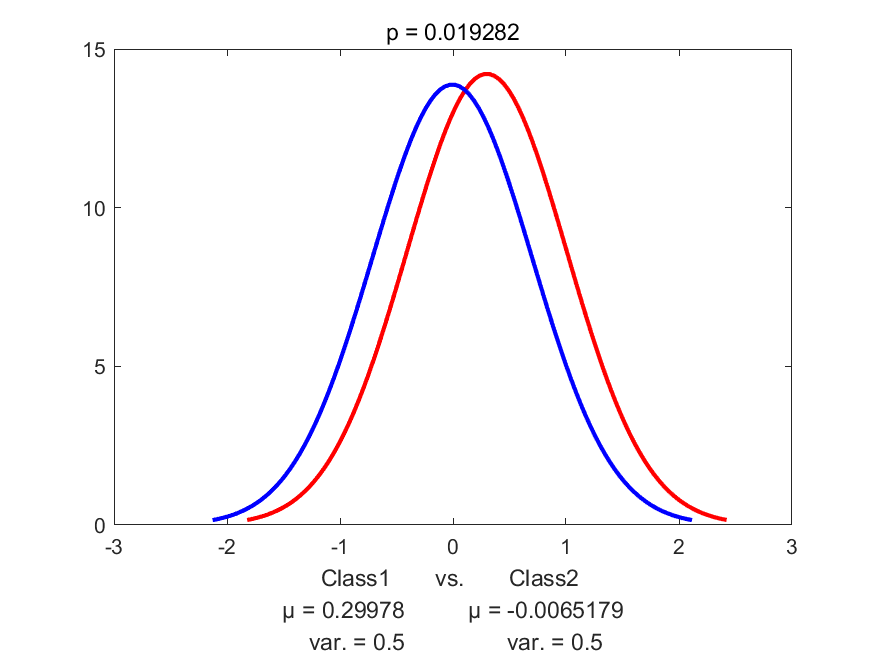 p = 0.019282
15
10
5
0
-3 -2 -1 0 1 2 3
Class1 vs. Class2
μ = 0.29978 μ = -0.0065179
var. = 0.5 var. = 0.5